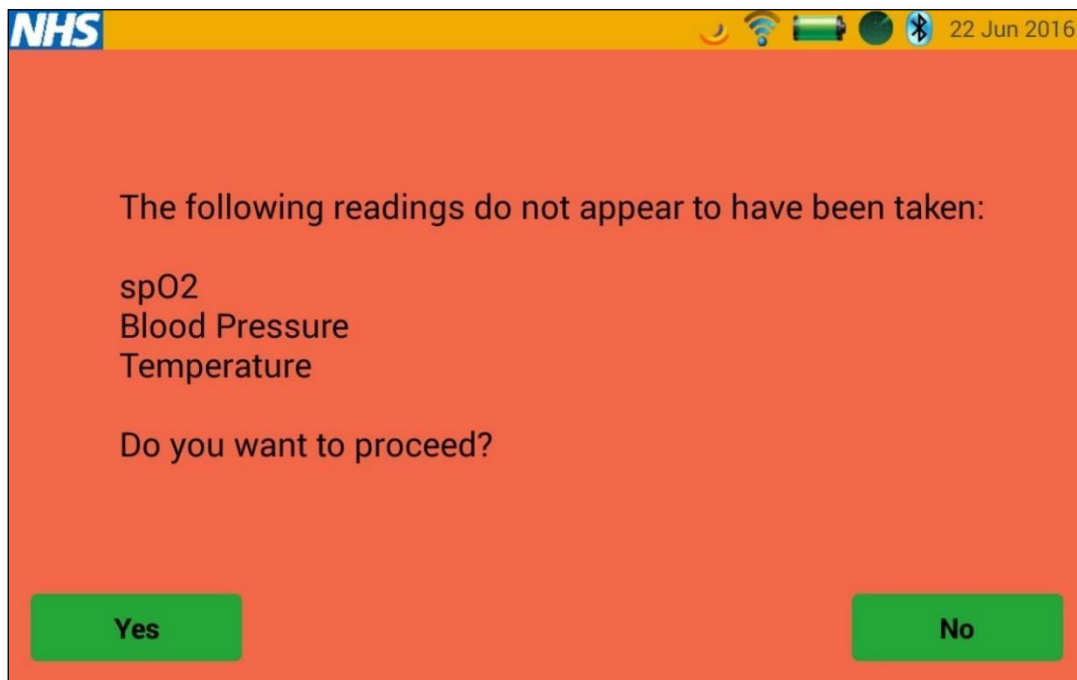 NHS
22 Jun 2016
The following readings do not appear to have been taken:
spO2
Blood Pressure
Temperature
Do you want to proceed?
Yes
No